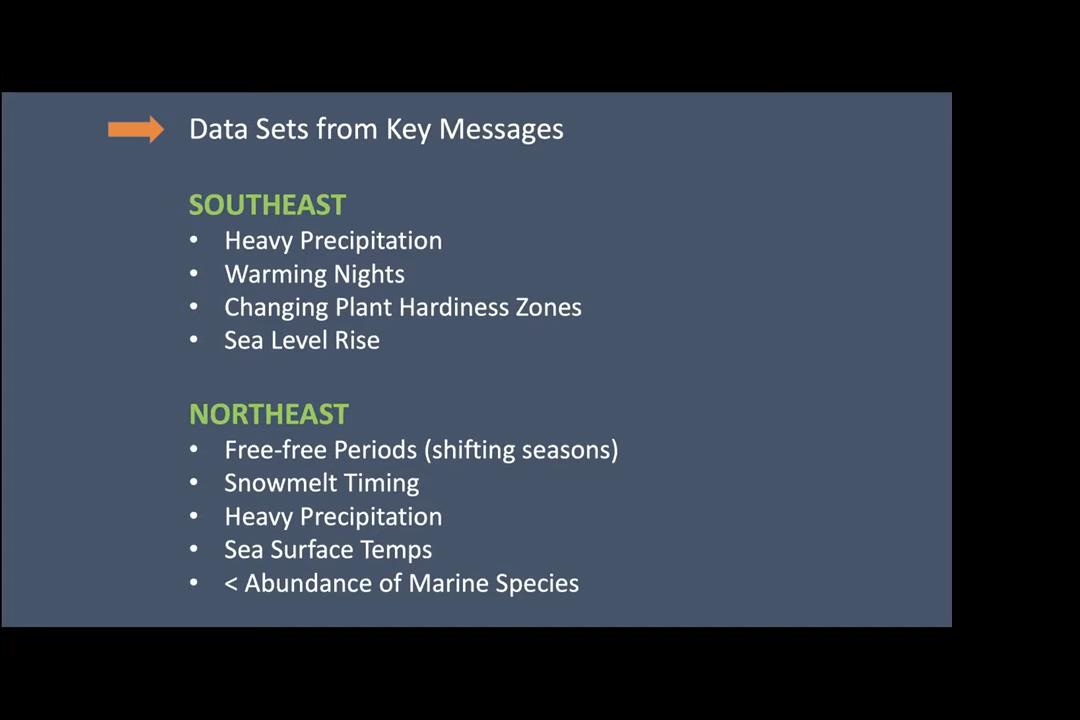 Data Sets from Key Messages
SOUTHEAST
• Heavy Precipitation
• Warming Nights
• Changing Plant Hardiness Zones
• Sea Level Rise
NORTHEAST
• Free-free Periods (shifting seasons)
• Snowmelt Timing
• Heavy Precipitation
• Sea Surface Temps
• < Abundance of Marine Species